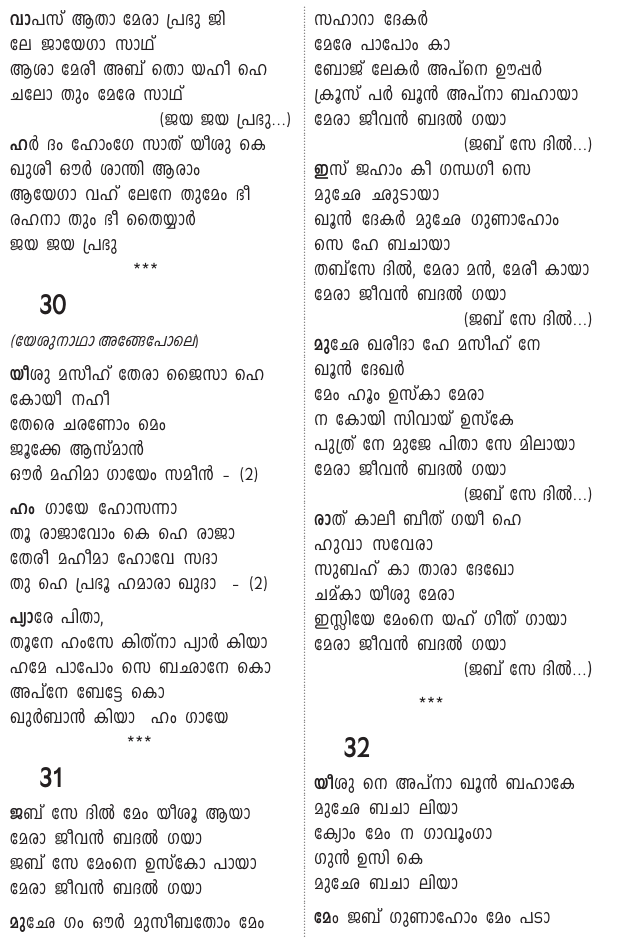 വാപസ് ആതാ മേരാ പ്രഭു ജി
ലേ ജായേഗാ സാഥ്
ആശാ മേരീ അബ് തൊ യഹീ ഹെ
ചലോ തും മേരേ സാഥ്
(ജയ ജയ പ്രഭു...)
ഹർ ദം ഹോംഗേ സാത് യീശു കെ
ഖുശീ ഔർ ശാന്തി ആരാം
ആയേഗാ വഹ് ലേനേ തുമേം ഭീ
രഹനാ തും ഭീ തൈയ്യാർ
ജയ ജയ പ്രഭു
***
30
(യേശുനാഥാ അങ്ങേപോലെ)
യീശു മസീഹ് തേരാ ജൈസാ ഹെ
കോയീ നഹീ
തേരെ ചരണോം മെം
ജൂക്കേ ആസ്മാൻ
ഔർ മഹിമാ ഗായേം സമീൻ - (2)
ഹം ഗായേ ഹോസന്നാ
തൂ രാജാവോം കെ ഹെ രാജാ
തേരീ മഹീമാ ഹോവേ സദാ
തു ഹെ പ്രഭൂ ഹമാരാ ഖുദാ - (2)
പ്യാരേ പിതാ,
തൂനേ ഹംസേ കിത്നാ പ്യാർ കിയാ
ഹമേ പാപോം സെ ബഛാനേ കൊ
അപ്നേ ബേട്ടേ കൊ
ഖുർബാൻ കിയാ ഹം ഗായേ
***
31
ജബ് സേ ദിൽ മേം യീശൂ ആയാ
മേരാ ജീവൻ ബദൽ ഗയാ
ജബ് സേ മേംനെ ഉസ്കോ പായാ
മേരാ ജീവൻ ബദൽ ഗയാ
മുഛേ ഗം ഔർ മുസീബതോം മേം
സഹാറാ ദേകർ
മേരേ പാപോം കാ
ബോജ് ലേകർ അപ്നെ ഊപ്പർ
ക്രൂസ് പർ ഖൂൻ അപ്നാ ബഹായാ
മേരാ ജീവൻ ബദൽ ഗയാ
(ജബ് സേ ദിൽ...)
ഇസ് ജഹാം കീ ഗന്ധഗീ സെ
മുഛേ ഛുടായാ
ഖൂൻ ദേകർ മുഛേ ഗുണാഹോം
സെ ഹേ ബചായാ
തബ്സേ ദിൽ, മേരാ മൻ, മേരീ കായാ
മേരാ ജീവൻ ബദൽ ഗയാ
(ജബ് സേ ദിൽ...)
മുഛേ ഖരീദാ ഹേ മസീഹ് നേ
ഖൂൻ ദേഖർ
മേം ഹൂം ഉസ്കാ മേരാ
ന കോയി സിവായ് ഉസ്കേ
പുത്ര് നേ മുജേ പിതാ സേ മിലായാ
മേരാ ജീവൻ ബദൽ ഗയാ
(ജബ് സേ ദിൽ...)
രാത് കാലീ ബീത് ഗയീ ഹെ
ഹുവാ സവേരാ
സുബഹ് കാ താരാ ദേഖോ
ചമ്കാ യീശു മേരാ
ഇസ്ലിയേ മേംനെ യഹ് ഗീത് ഗായാ
മേരാ ജീവൻ ബദൽ ഗയാ
(ജബ് സേ ദിൽ...)
***
32
യീശു നെ അപ്നാ ഖൂൻ ബഹാകേ
മുഛേ ബചാ ലിയാ
ക്യോം മേം ന ഗാവൂംഗാ
ഗുൻ ഉസി കെ
മുഛേ ബചാ ലിയാ
മേം ജബ് ഗുണാഹോം മേം പടാ